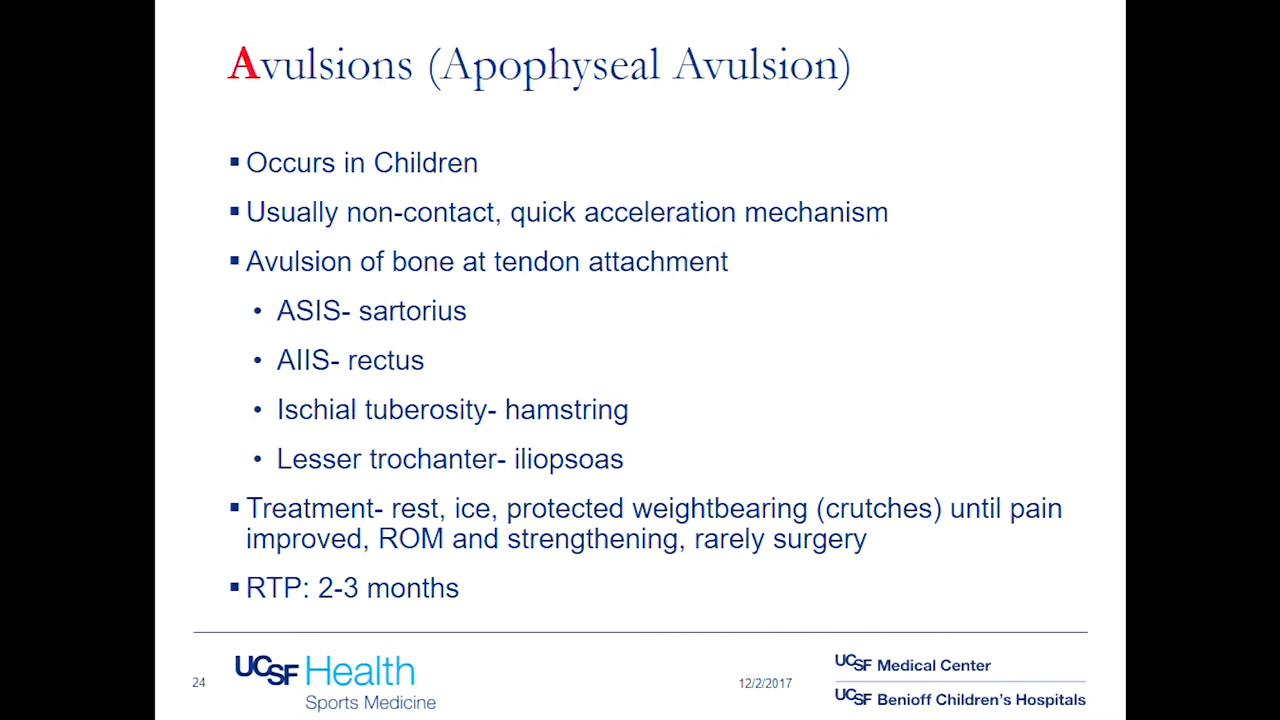 Avulsions (Apophyseal Avulsion)
▪ Occurs in Children
▪ Usually non-contact, quick acceleration mechanism
▪ Avulsion of bone at tendon attachment
• ASIS- sartorius
• AIIS- rectus
• Ischial tuberosity- hamstring
• Lesser trochanter- iliopsoas
▪ Treatment- rest, ice, protected weightbearing (crutches) until pain
improved, ROM and strengthening, rarely surgery
▪ RTP: 2-3 months
24
UCSF Health
Sports Medicine
12/2/2017
UCSF Medical Center
UCSF Benioff Children's Hospitals